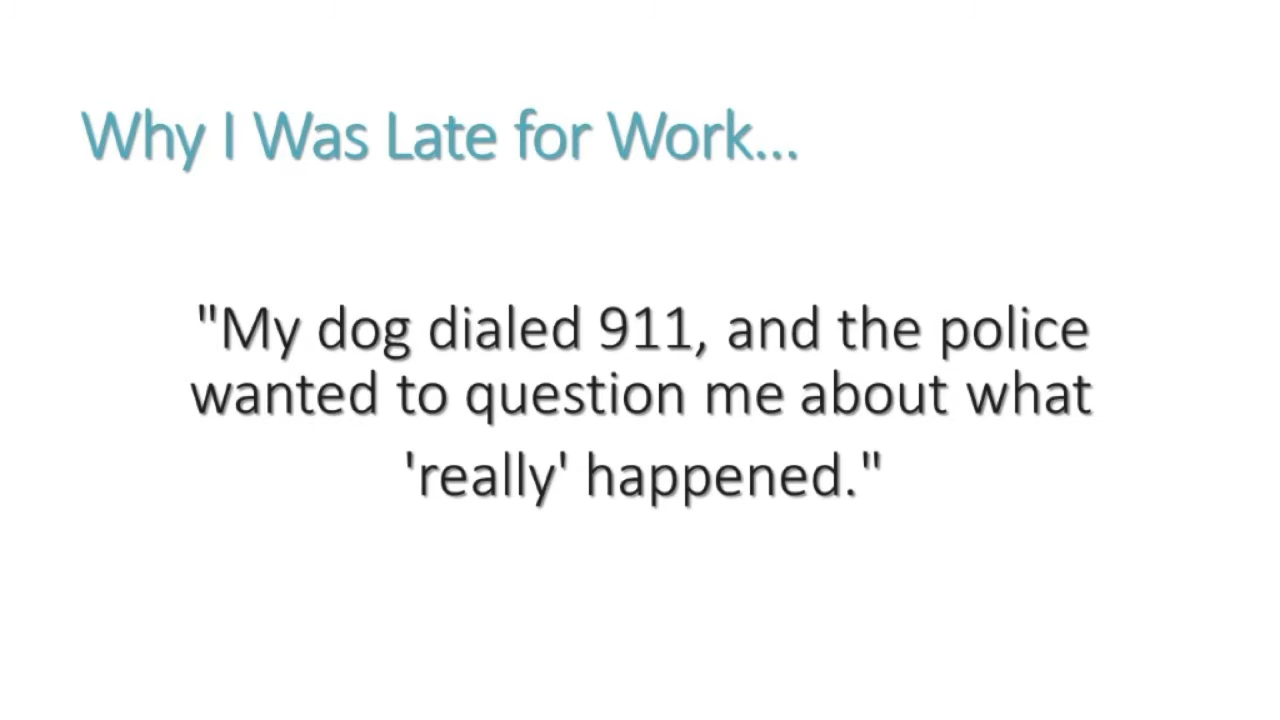 Why I Was Late for Work...
"My dog dialed 911, and the police
wanted to question me about what
'really' happened."